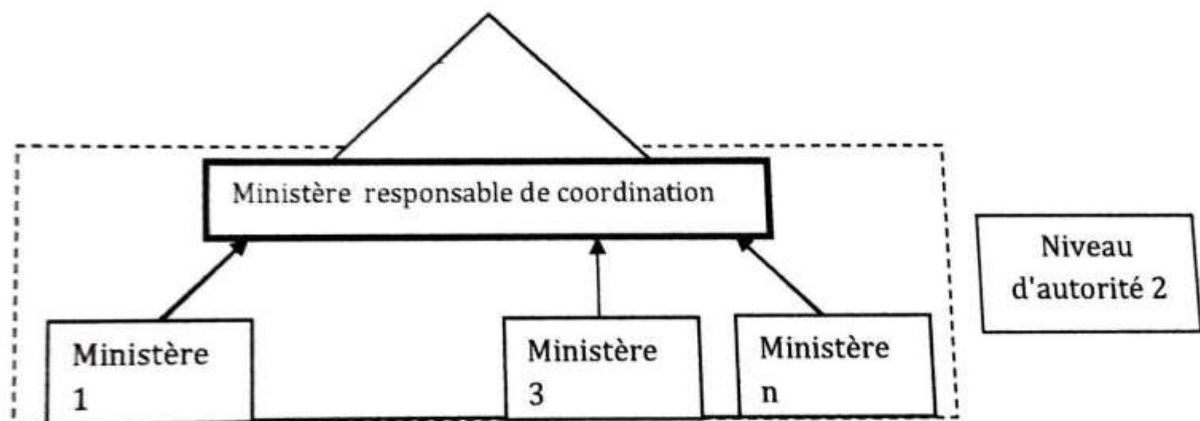 Ministère responsable de coordination
Niveau
d'autorité 2
Ministère
1
Ministère
3
Ministère
n